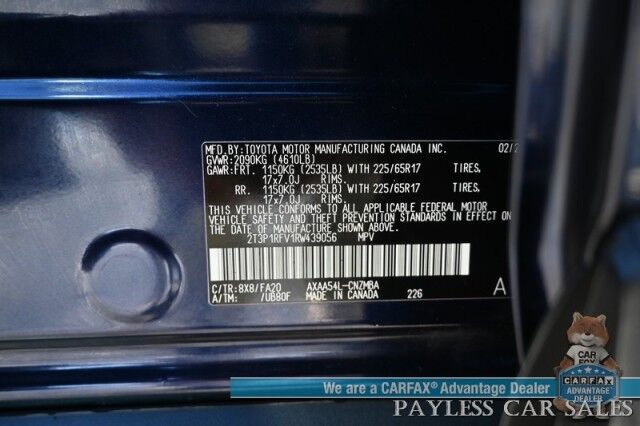 MFD.BY:TOYOTA MOTOR MANUFACTURING CANADA INC. 02/2
GVWR:2090KG (4610LB)
GAWR:FRT. 1150KG (2535LB) WITH 225/65R17 TIRES,
17x7.0J RIMS,
RR. 1150KG (2535LB) WITH 225/65R17 TIRES,
17x7.0J RIMS,
THIS VEHICLE CONFORMS TO ALL APPLICABLE FEDERAL MOTOR
VEHICLE SAFETY AND THEFT PREVENTION STANDARDS IN EFFECT ON
THE DATE OF MANUFACTURE SHOWN ABOVE.
2T3P1RFV1RW439056 MPV
C/TR:8X8/FA20 AXAA54L-CNZMBA
A/TM: /UB80F MADE IN CANADA 226 A
CAR
FOX
CARFAX
ADVANTAGE
DEALER
We are a CARFAX® Advantage Dealer
PAYLESS CAR SALES